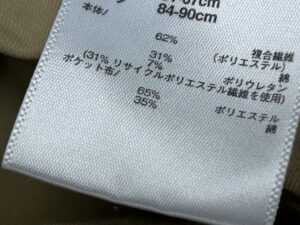 84-90cm
本体/
62% 複合繊維
(ポリエステル)
31% 綿
7% ポリウレタン
(31% リサイクルポリエステル繊維を使用)
ポケット布/
65% ポリエステル
35% 綿